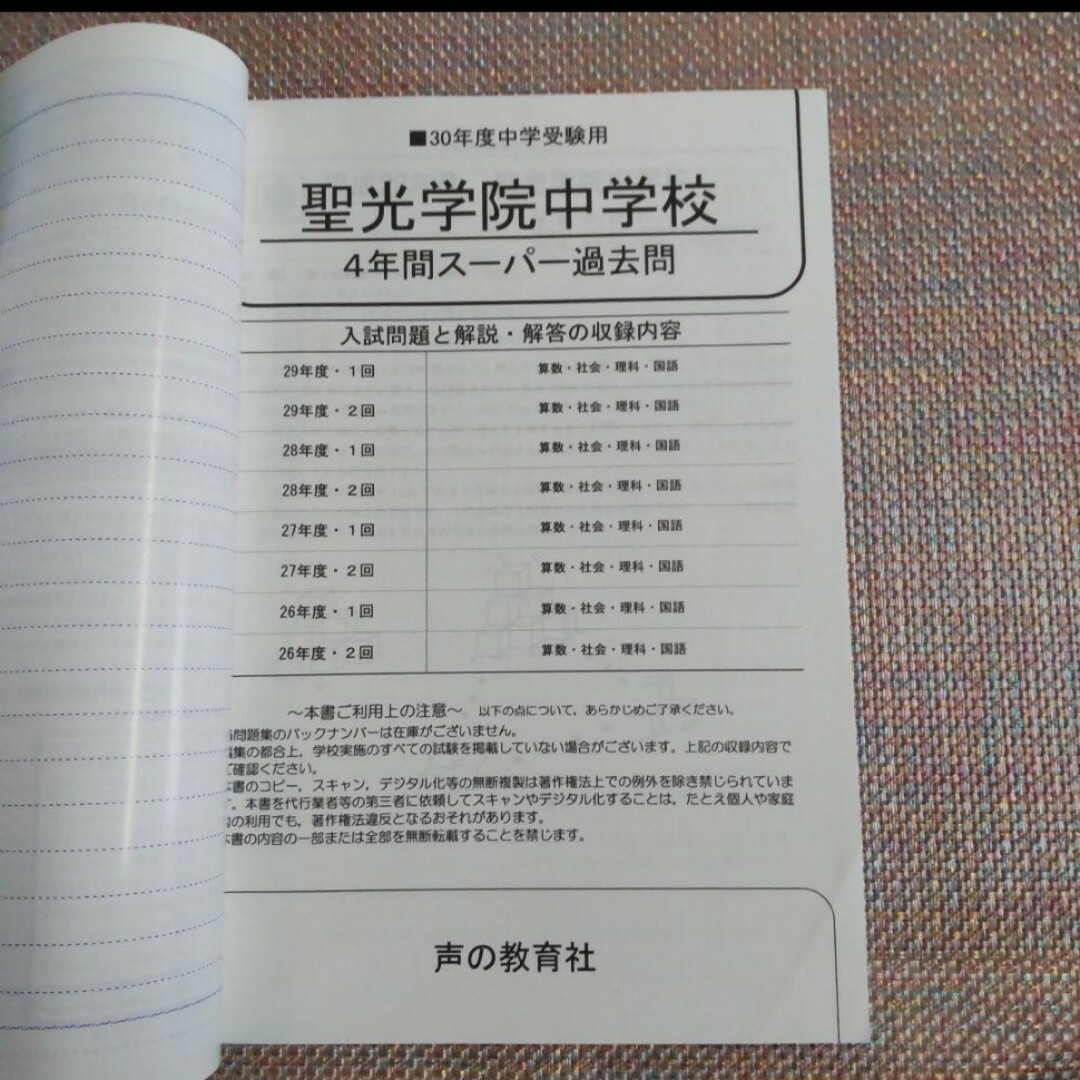 ■30年度中学受験用
聖光学院中学校
4年間スーパー過去問
入試問題と解説・解答の収録内容
29年度・1回 算数・社会・理科・国語
29年度・2回 算数・社会・理科・国語
28年度・1回 算数・社会・理科・国語
28年度・2回 算数・社会・理科・国語
27年度・1回 算数・社会・理科・国語
27年度・2回 算数・社会・理科・国語
26年度・1回 算数・社会・理科・国語
26年度・2回 算数・社会・理科・国語
～本書ご利用上の注意～ 以下の点について，あらかじめご了承ください。
問題集のバックナンバーは在庫がございません。
集の都合上，学校実施のすべての試験を掲載していない場合がございます。上記の収録内容で
確認ください。
本書のコピー，スキャン，デジタル化等の無断複製は著作権法上での例外を除き禁じられていま
。本書を代行業者等の第三者に依頼してスキャンやデジタル化することは，たとえ個人や家庭
の利用でも，著作権法違反となるおそれがあります。
本書の内容の一部または全部を無断転載することを禁じます。
声の教育社